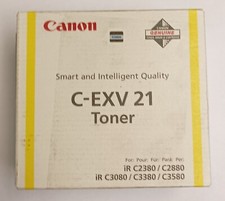 Canon
GENUINE
Smart and Intelligent Quality
C-EXV 21
Toner
For: Pour: Für: Para: Per:
iR C2380 / C2880
iR C3080 / C3380 / C3580